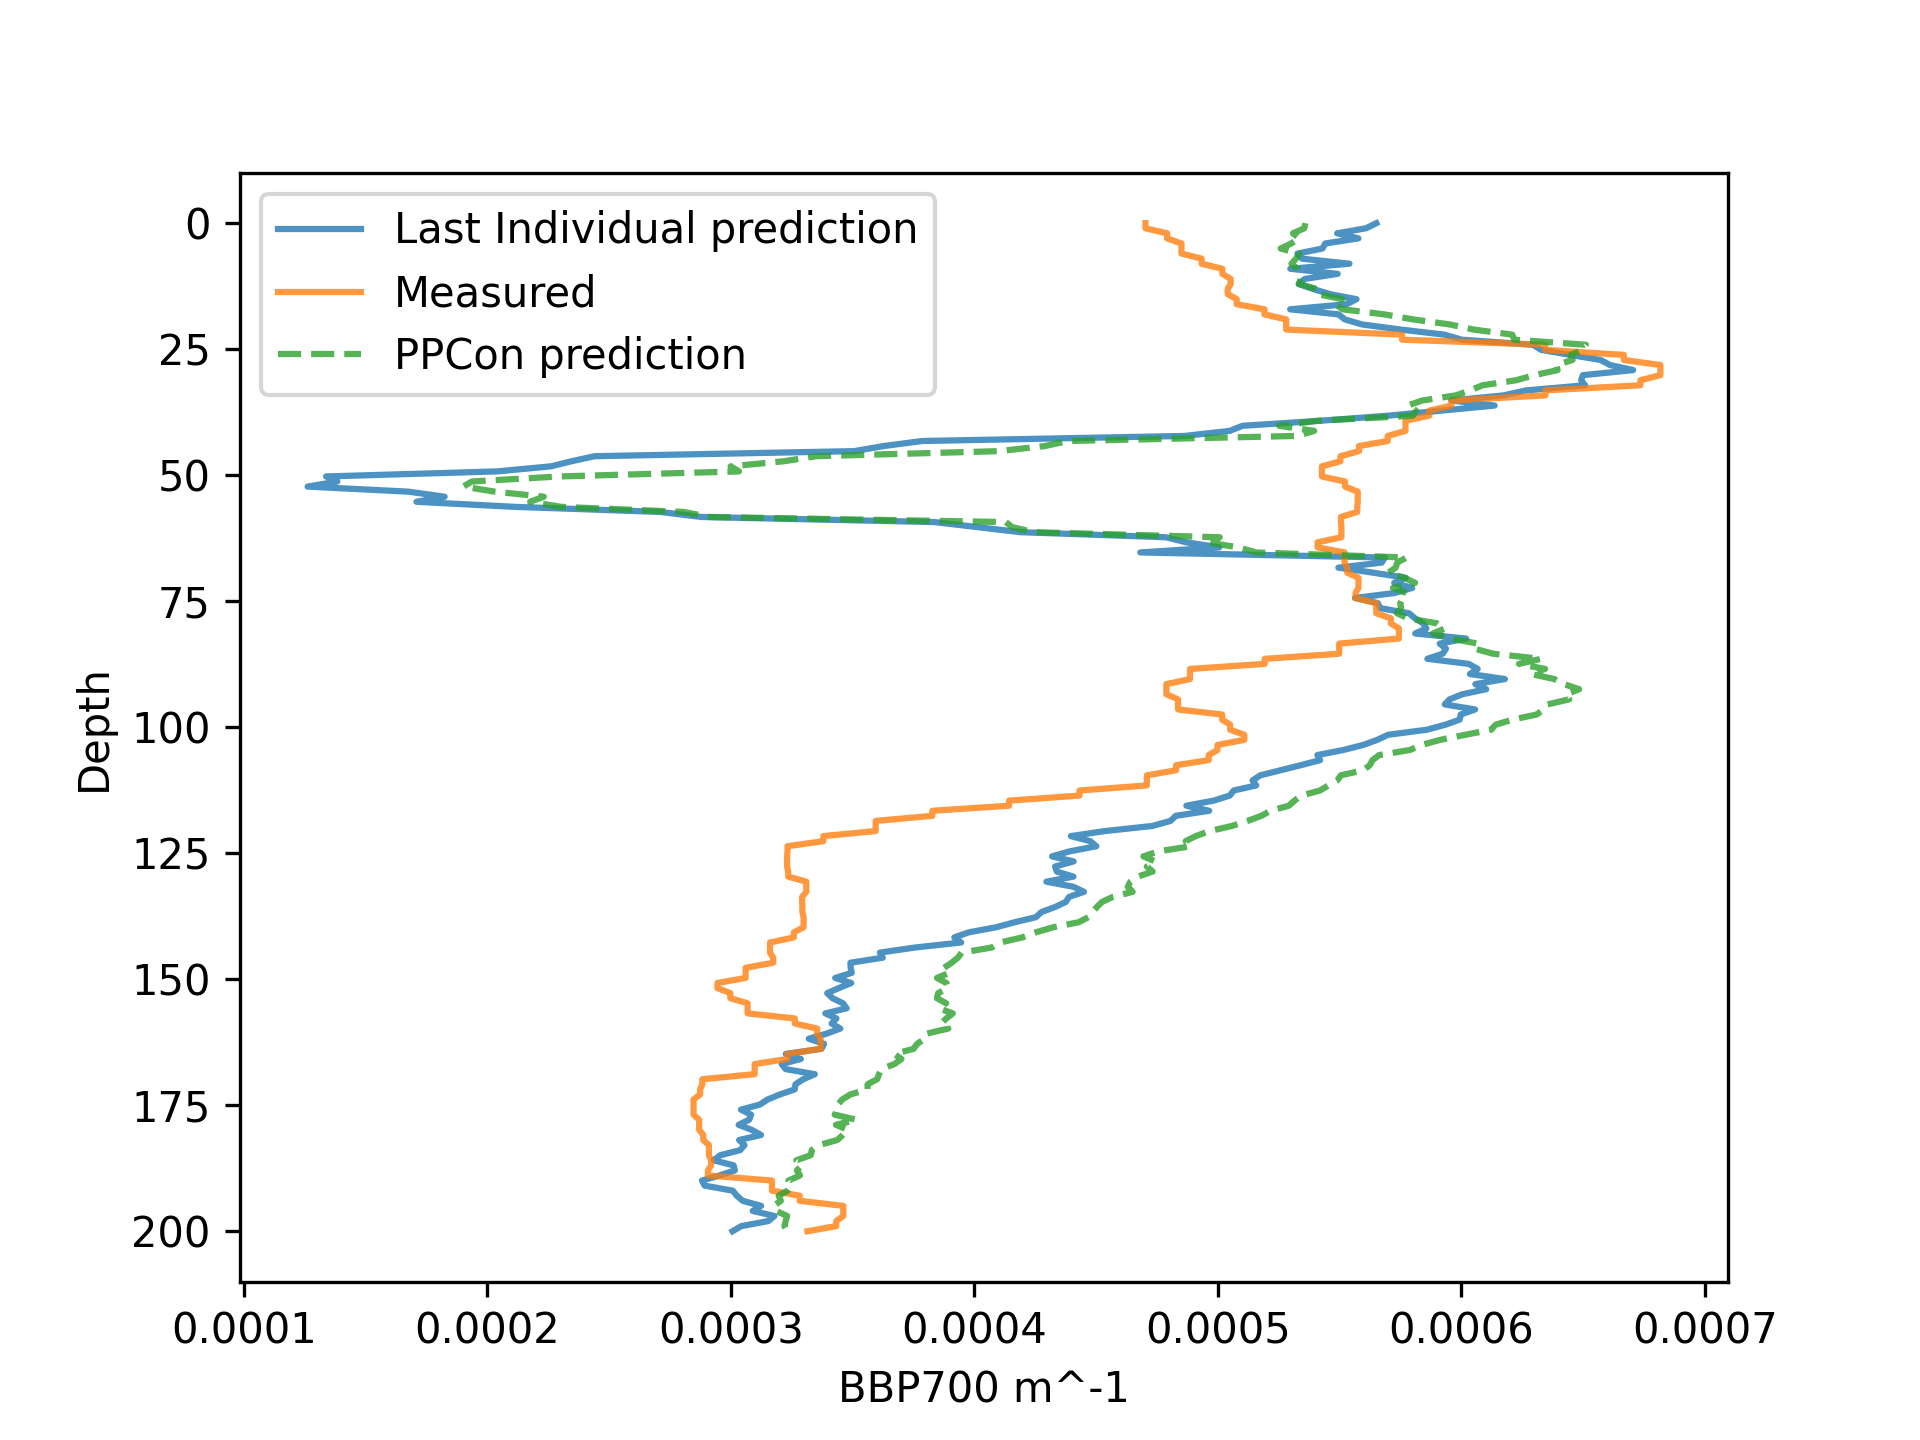 Last Individual prediction
Measured
PPCon prediction
0
25
50
75
100
125
150
175
200
Depth
0.0001 0.0002 0.0003 0.0004 0.0005 0.0006 0.0007
BBP700 m^-1